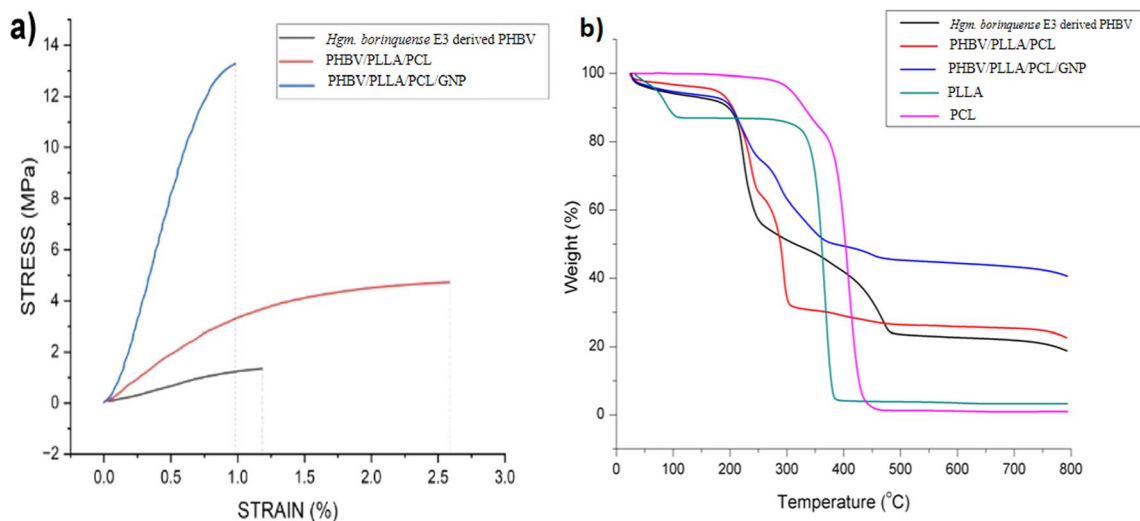 a)
Hgm. borinquense E3 derived PHBV
PHBV/PLLA/PCL
PHBV/PLLA/PCL/GNP
14
12
10
8
6
4
2
0
−2
STRESS (MPa)
0.0 0.5 1.0 1.5 2.0 2.5 3.0
STRAIN (%)
b)
Hgm. borinquense E3 derived PHBV
PHBV/PLLA/PCL
PHBV/PLLA/PCL/GNP
PLLA
PCL
100
80
60
40
20
0
Weight (%)
0 100 200 300 400 500 600 700 800
Temperature (°C)